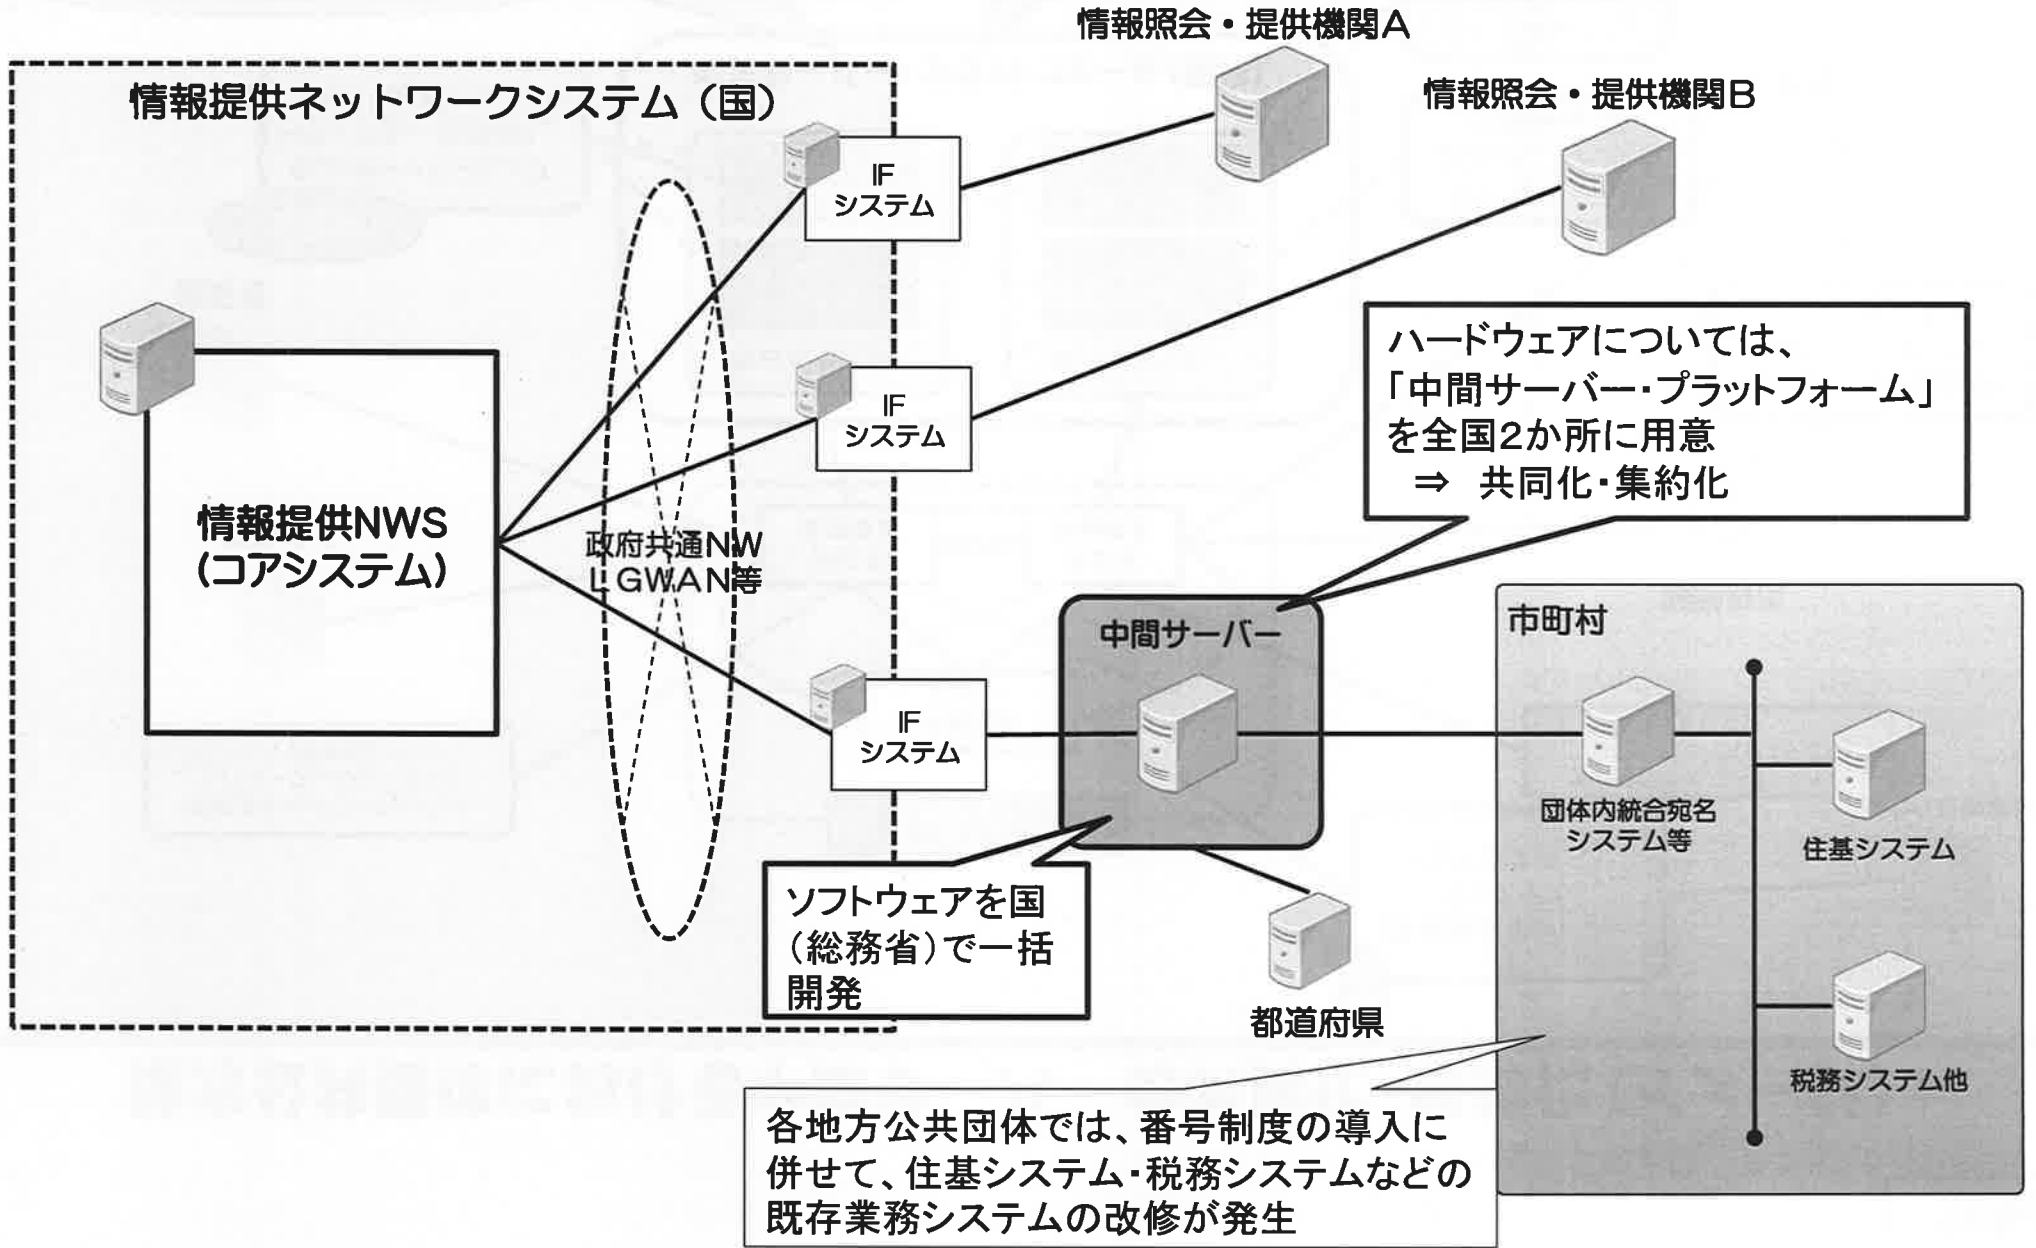 情報照会・提供機関A
情報照会・提供機関B
情報提供ネットワークシステム（国）
IF
システム
IF
システム
ハードウェアについては、
「中間サーバー・プラットフォーム」
を全国2か所に用意
⇒ 共同化・集約化
情報提供NWS
(コアシステム)
政府共通NW
LGWAN等
中間サーバー
市町村
IF
システム
団体内統合宛名
システム等
住基システム
ソフトウェアを国
(総務省)で一括
開発
都道府県
税務システム他
各地方公共団体では、番号制度の導入に
併せて、住基システム・税務システムなどの
既存業務システムの改修が発生